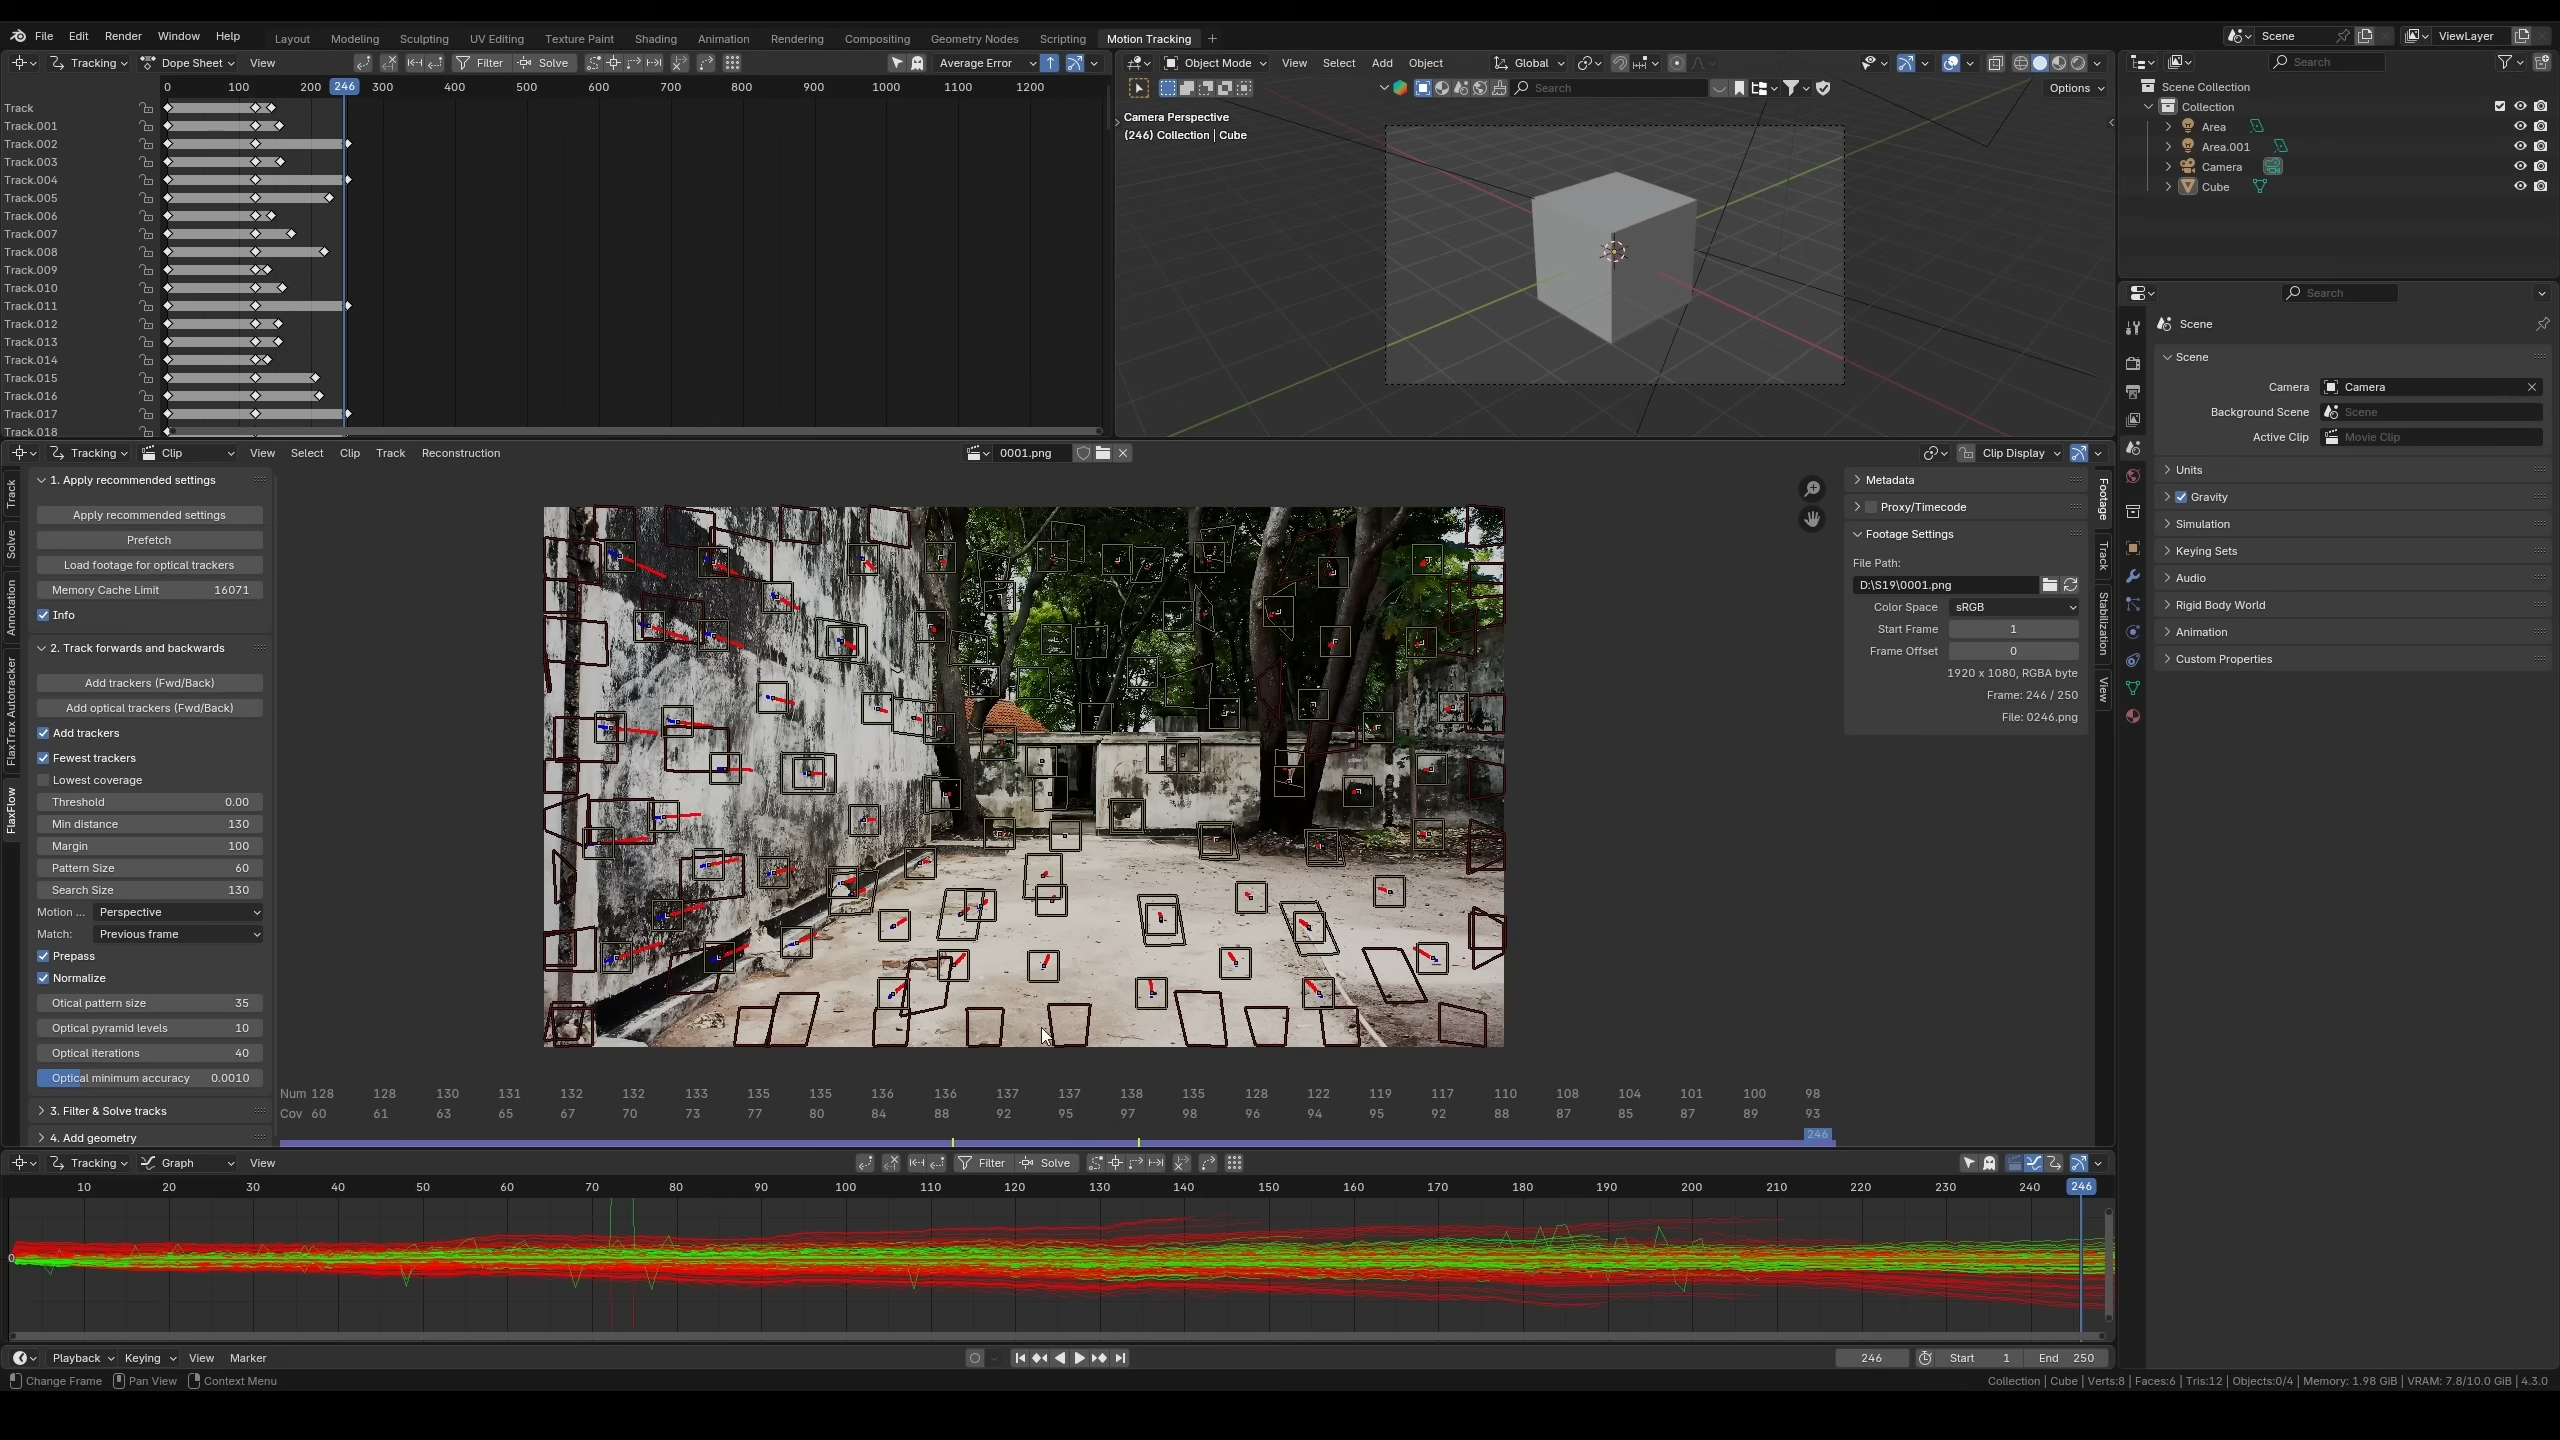 File Edit Render Window Help Layout Modeling Sculpting UV Editing Texture Paint Shading Animation Rendering Compositing Geometry Nodes Scripting Motion Tracking + Scene ViewLayer
Tracking Dope Sheet View Filter Solve Average Error
0 100 200 246 300 400 500 600 700 800 900 1000 1100 1200
Track
Track.001
Track.002
Track.003
Track.004
Track.005
Track.006
Track.007
Track.008
Track.009
Track.010
Track.011
Track.012
Track.013
Track.014
Track.015
Track.016
Track.017
Track.018
Object Mode View Select Add Object Global
Search Options
Camera Perspective
(246) Collection | Cube
Search
Scene Collection
Collection
Area
Area.001
Camera
Cube
Search
Scene
Scene
Camera Camera
Background Scene Scene
Active Clip Movie Clip
Units
Gravity
Simulation
Keying Sets
Audio
Rigid Body World
Animation
Custom Properties
Tracking Clip View Select Clip Track Reconstruction 0001.png Clip Display
Track
Solve
Annotation
FlaxTrax Autotracker
FlaxFlow
1. Apply recommended settings
Apply recommended settings
Prefetch
Load footage for optical trackers
Memory Cache Limit 16071
Info
2. Track forwards and backwards
Add trackers (Fwd/Back)
Add optical trackers (Fwd/Back)
Add trackers
Fewest trackers
Lowest coverage
Threshold 0.00
Min distance 130
Margin 100
Pattern Size 60
Search Size 130
Motion ... Perspective
Match: Previous frame
Prepass
Normalize
Otical pattern size 35
Optical pyramid levels 10
Optical iterations 40
Optical minimum accuracy 0.0010
3. Filter & Solve tracks
4. Add geometry
Metadata
Proxy/Timecode
Footage Settings
File Path:
D:\S19\0001.png
Color Space sRGB
Start Frame 1
Frame Offset 0
1920 x 1080, RGBA byte
Frame: 246 / 250
File: 0246.png
Footage
Track
Stabilization
View
Num 128 128 130 131 132 132 133 135 135 136 136 137 137 138 135 128 122 119 117 110 108 104 101 100 98
Cov 60 61 63 65 67 70 73 77 80 84 88 92 95 97 98 96 94 95 92 88 87 85 87 89 93
246
Tracking Graph View Filter Solve
10 20 30 40 50 60 70 80 90 100 110 120 130 140 150 160 170 180 190 200 210 220 230 240 246
0
Playback Keying View Marker 246 Start 1 End 250
Change Frame Pan View Context Menu Collection | Cube | Verts:8 | Faces:6 | Tris:12 | Objects:0/4 | Memory: 1.98 GiB | VRAM: 7.8/10.0 GiB | 4.3.0